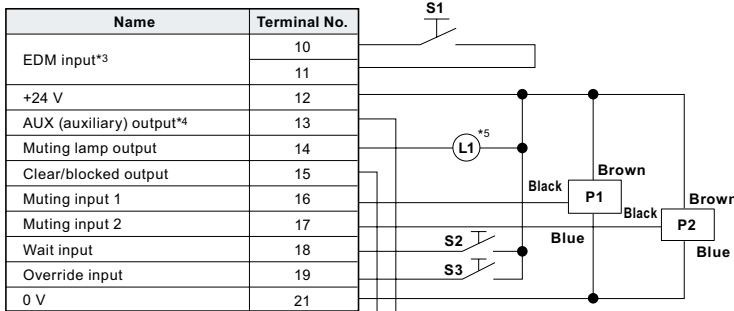 S1
Name Terminal No.
EDM input*3 10
11
+24 V 12
AUX (auxiliary) output*4 13
Muting lamp output 14
L1 *5
Clear/blocked output 15
Brown
Black
Muting input 1 16
P1
Brown
Black
Muting input 2 17
P2
Wait input 18
S2
Blue
Blue
Override input 19
S3
0 V 21